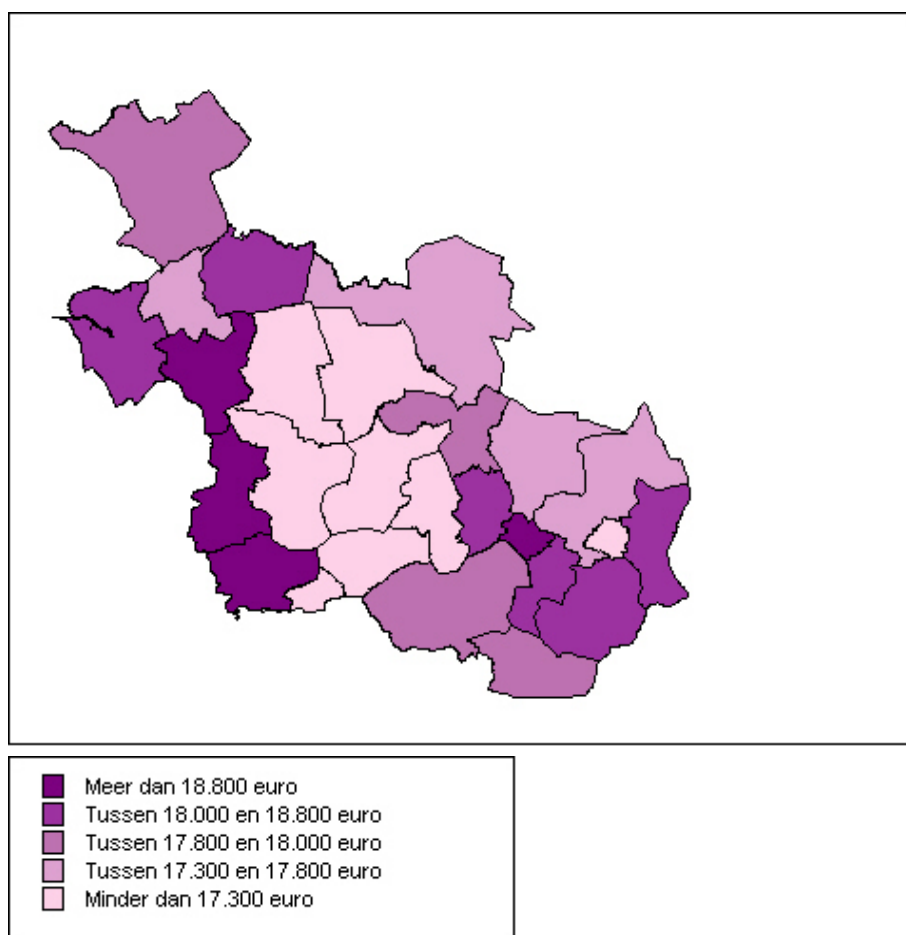 Meer dan 18.800 euro
Tussen 18.000 en 18.800 euro
Tussen 17.800 en 18.000 euro
Tussen 17.300 en 17.800 euro
Minder dan 17.300 euro